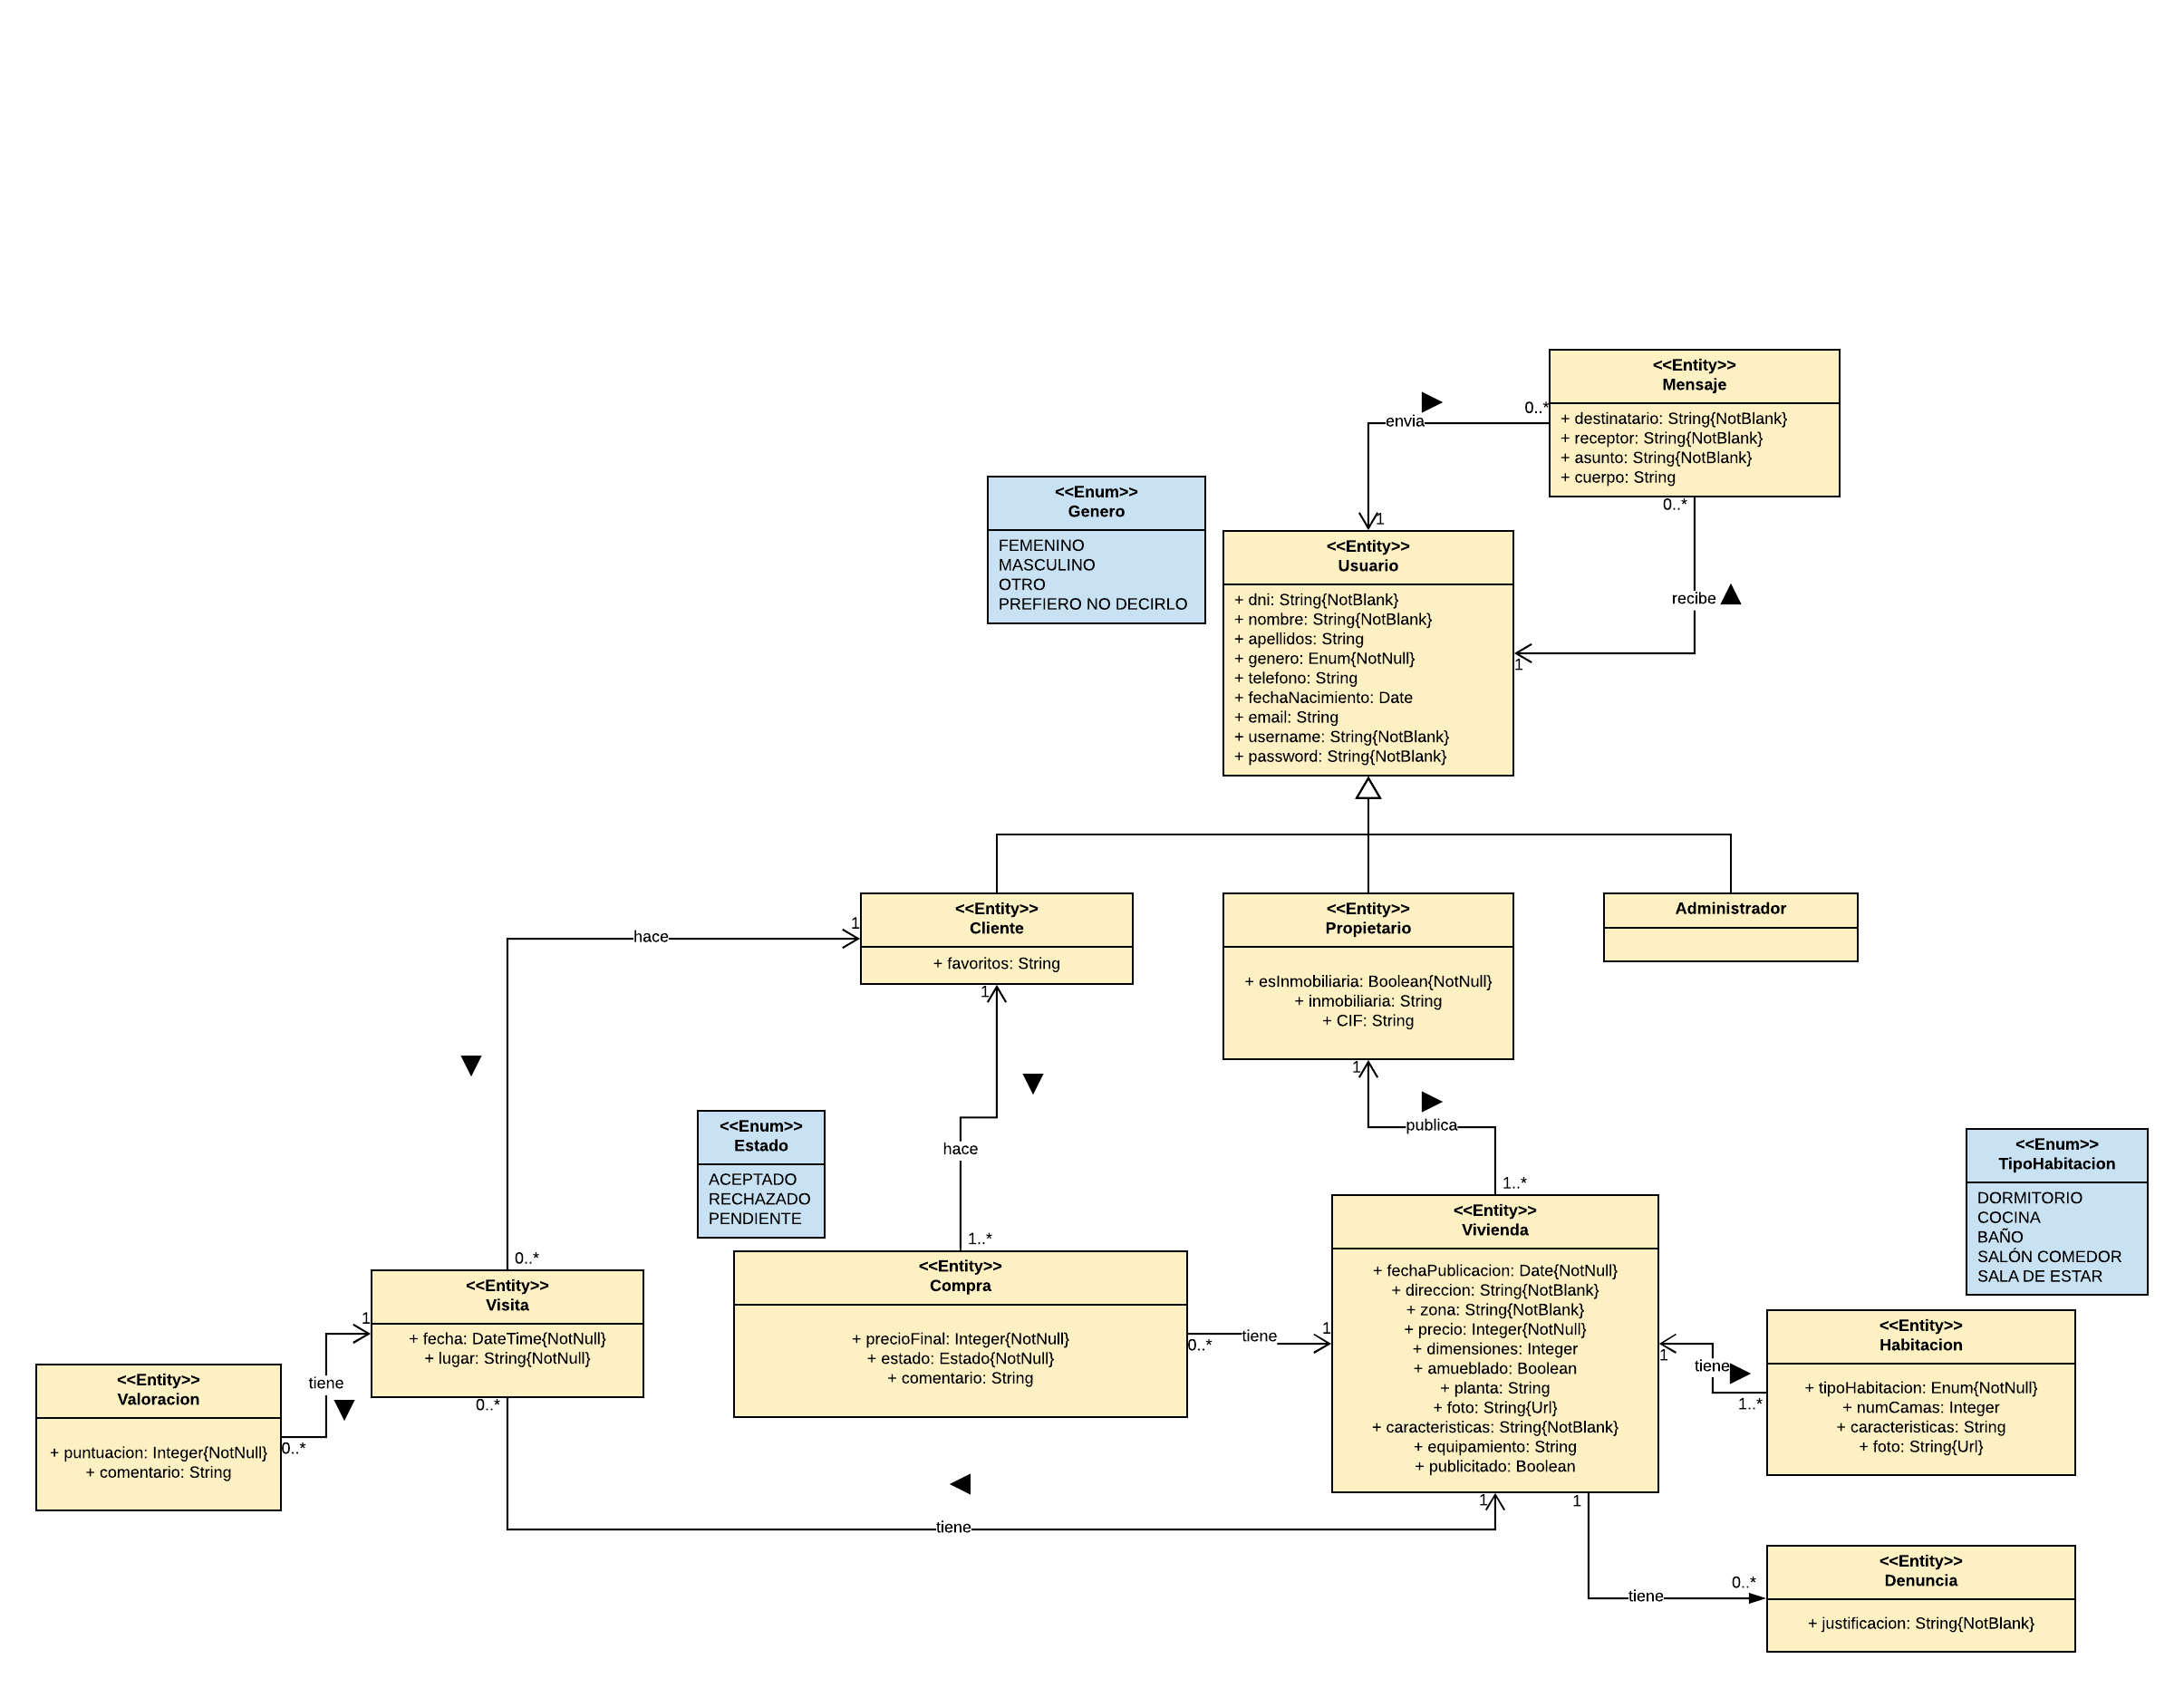 <<Entity>>
Mensaje
+ destinatario: String{NotBlank}
+ receptor: String{NotBlank}
+ asunto: String{NotBlank}
+ cuerpo: String
envia
0..*
1
0..*
recibe
1
<<Enum>>
Genero
FEMENINO
MASCULINO
OTRO
PREFIERO NO DECIRLO
<<Entity>>
Usuario
+ dni: String{NotBlank}
+ nombre: String{NotBlank}
+ apellidos: String
+ genero: Enum{NotNull}
+ telefono: String
+ fechaNacimiento: Date
+ email: String
+ username: String{NotBlank}
+ password: String{NotBlank}
<<Entity>>
Cliente
+ favoritos: String
<<Entity>>
Propietario
+ esInmobiliaria: Boolean{NotNull}
+ inmobiliaria: String
+ CIF: String
Administrador
hace
1
0..*
1
hace
1..*
1
publica
1..*
<<Enum>>
Estado
ACEPTADO
RECHAZADO
PENDIENTE
<<Enum>>
TipoHabitacion
DORMITORIO
COCINA
BAÑO
SALÓN COMEDOR
SALA DE ESTAR
<<Entity>>
Visita
+ fecha: DateTime{NotNull}
+ lugar: String{NotNull}
<<Entity>>
Compra
+ precioFinal: Integer{NotNull}
+ estado: Estado{NotNull}
+ comentario: String
<<Entity>>
Vivienda
+ fechaPublicacion: Date{NotNull}
+ direccion: String{NotBlank}
+ zona: String{NotBlank}
+ precio: Integer{NotNull}
+ dimensiones: Integer
+ amueblado: Boolean
+ planta: String
+ foto: String{Url}
+ caracteristicas: String{NotBlank}
+ equipamiento: String
+ publicitado: Boolean
<<Entity>>
Habitacion
+ tipoHabitacion: Enum{NotNull}
+ numCamas: Integer
+ caracteristicas: String
+ foto: String{Url}
<<Entity>>
Valoracion
+ puntuacion: Integer{NotNull}
+ comentario: String
1
tiene
0..*
0..*
tiene
1
1
tiene
1..*
0..*
tiene
1
1
tiene
0..*
<<Entity>>
Denuncia
+ justificacion: String{NotBlank}